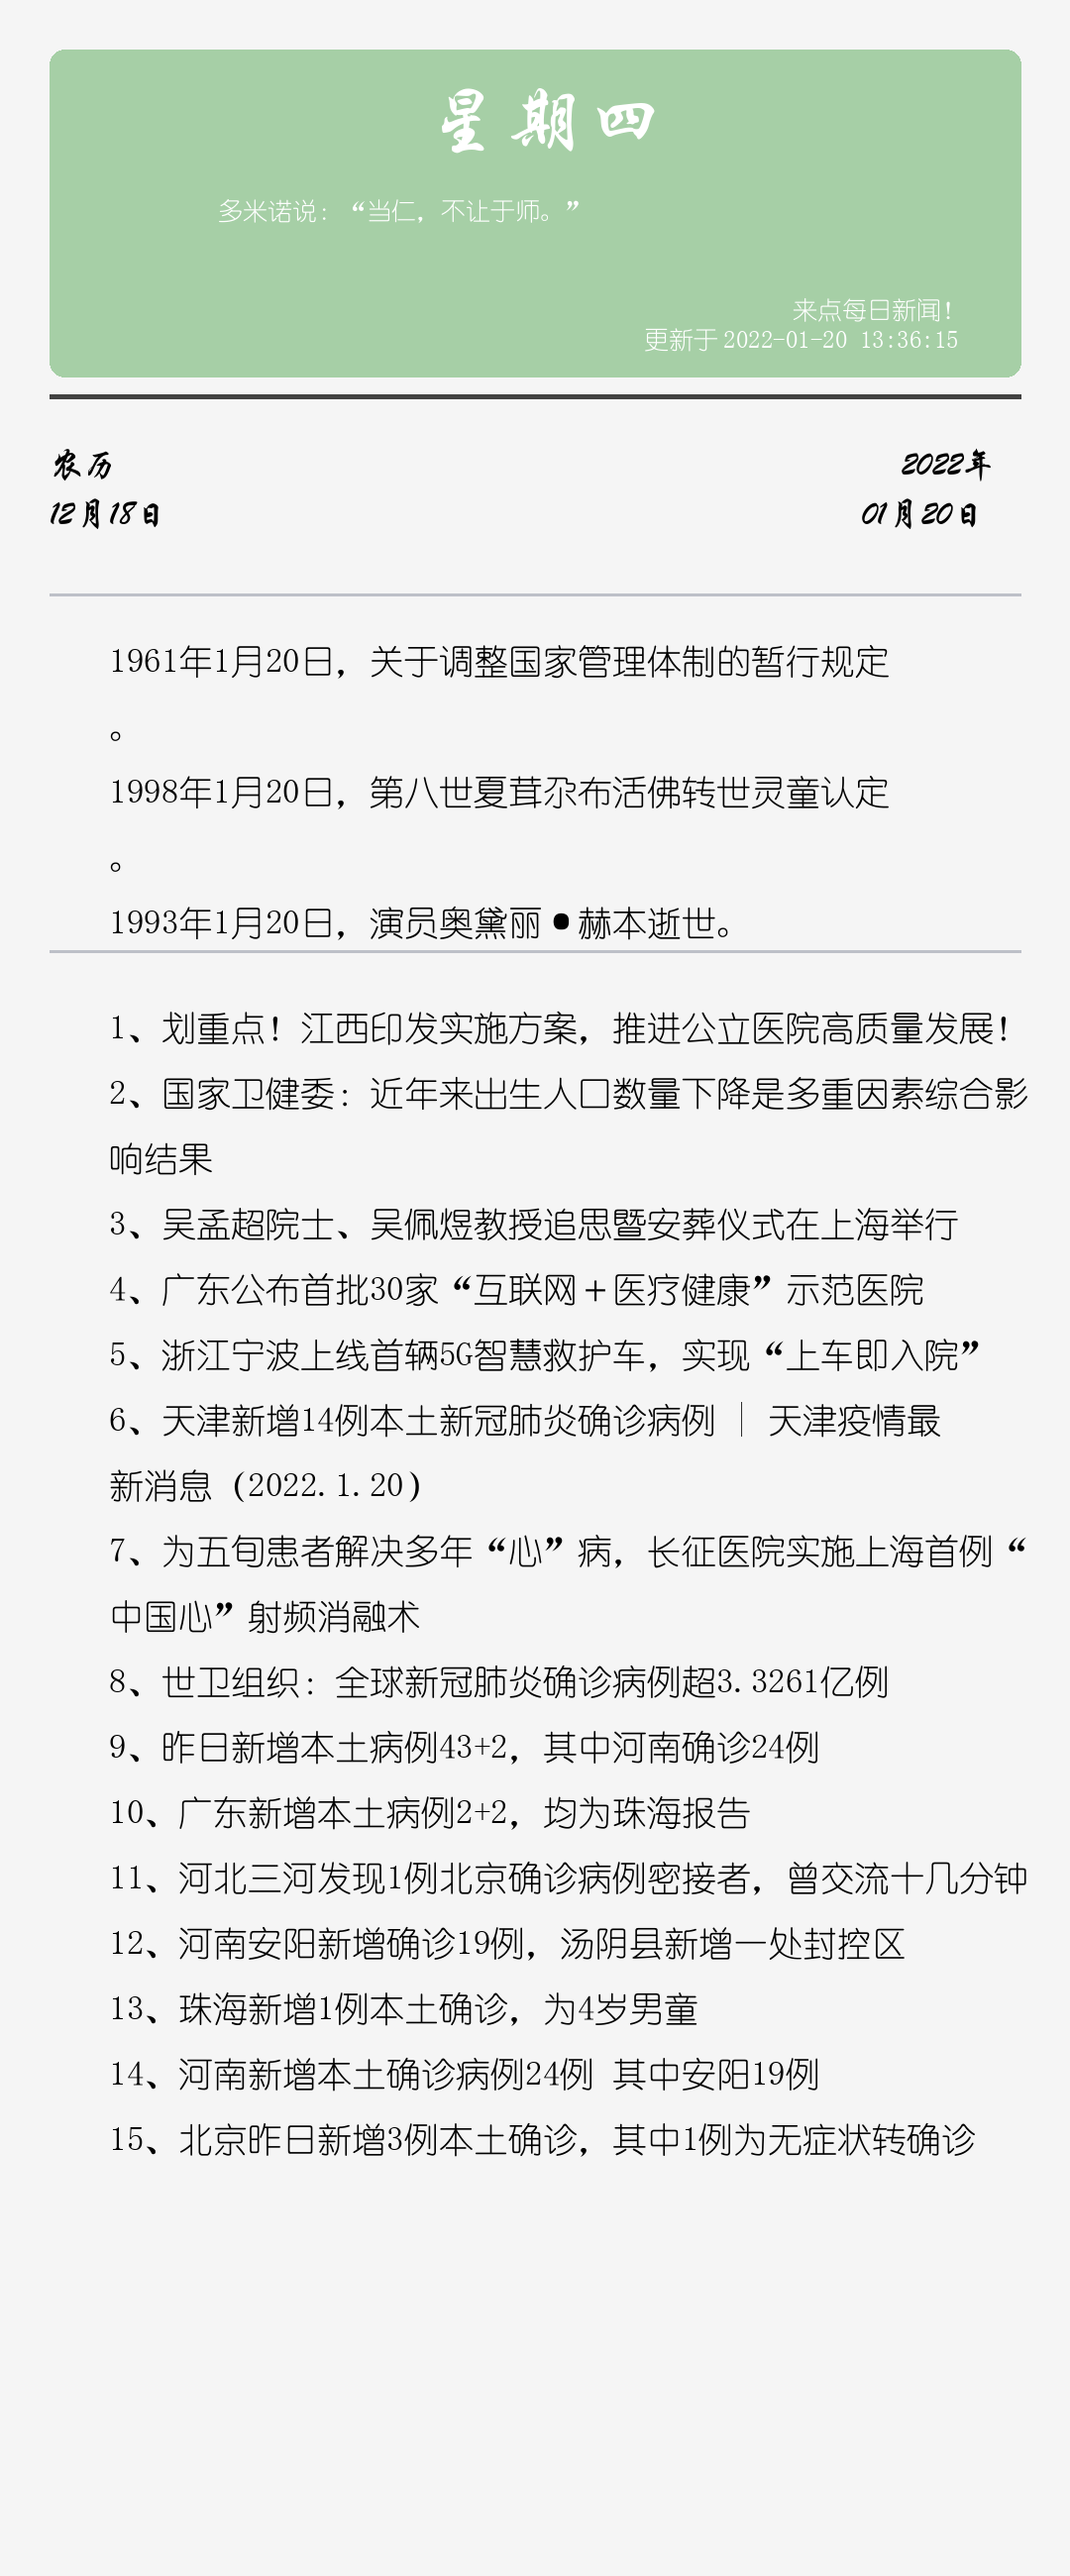 星期四
多米诺说：“当仁，不让于师。”
来点每日新闻！
更新于 2022-01-20 13:36:15
农历
2022年
12月18日
01月20日
1961年1月20日，关于调整国家管理体制的暂行规定
。
1998年1月20日，第八世夏茸尕布活佛转世灵童认定
。
1993年1月20日，演员奥黛丽•赫本逝世。
1、划重点！江西印发实施方案，推进公立医院高质量发展！
2、国家卫健委：近年来出生人口数量下降是多重因素综合影
响结果
3、吴孟超院士、吴佩煜教授追思暨安葬仪式在上海举行
4、广东公布首批30家“互联网＋医疗健康”示范医院
5、浙江宁波上线首辆5G智慧救护车，实现“上车即入院”
6、天津新增14例本土新冠肺炎确诊病例｜天津疫情最
新消息（2022.1.20）
7、为五旬患者解决多年“心”病，长征医院实施上海首例“
中国心”射频消融术
8、世卫组织：全球新冠肺炎确诊病例超3.3261亿例
9、昨日新增本土病例43+2，其中河南确诊24例
10、广东新增本土病例2+2，均为珠海报告
11、河北三河发现1例北京确诊病例密接者，曾交流十几分钟
12、河南安阳新增确诊19例，汤阴县新增一处封控区
13、珠海新增1例本土确诊，为4岁男童
14、河南新增本土确诊病例24例 其中安阳19例
15、北京昨日新增3例本土确诊，其中1例为无症状转确诊